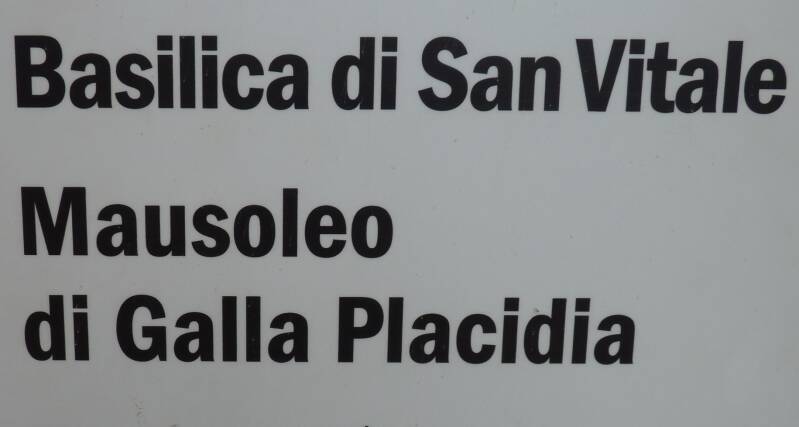 Basilica di San Vitale
Mausoleo
di Galla Placidia